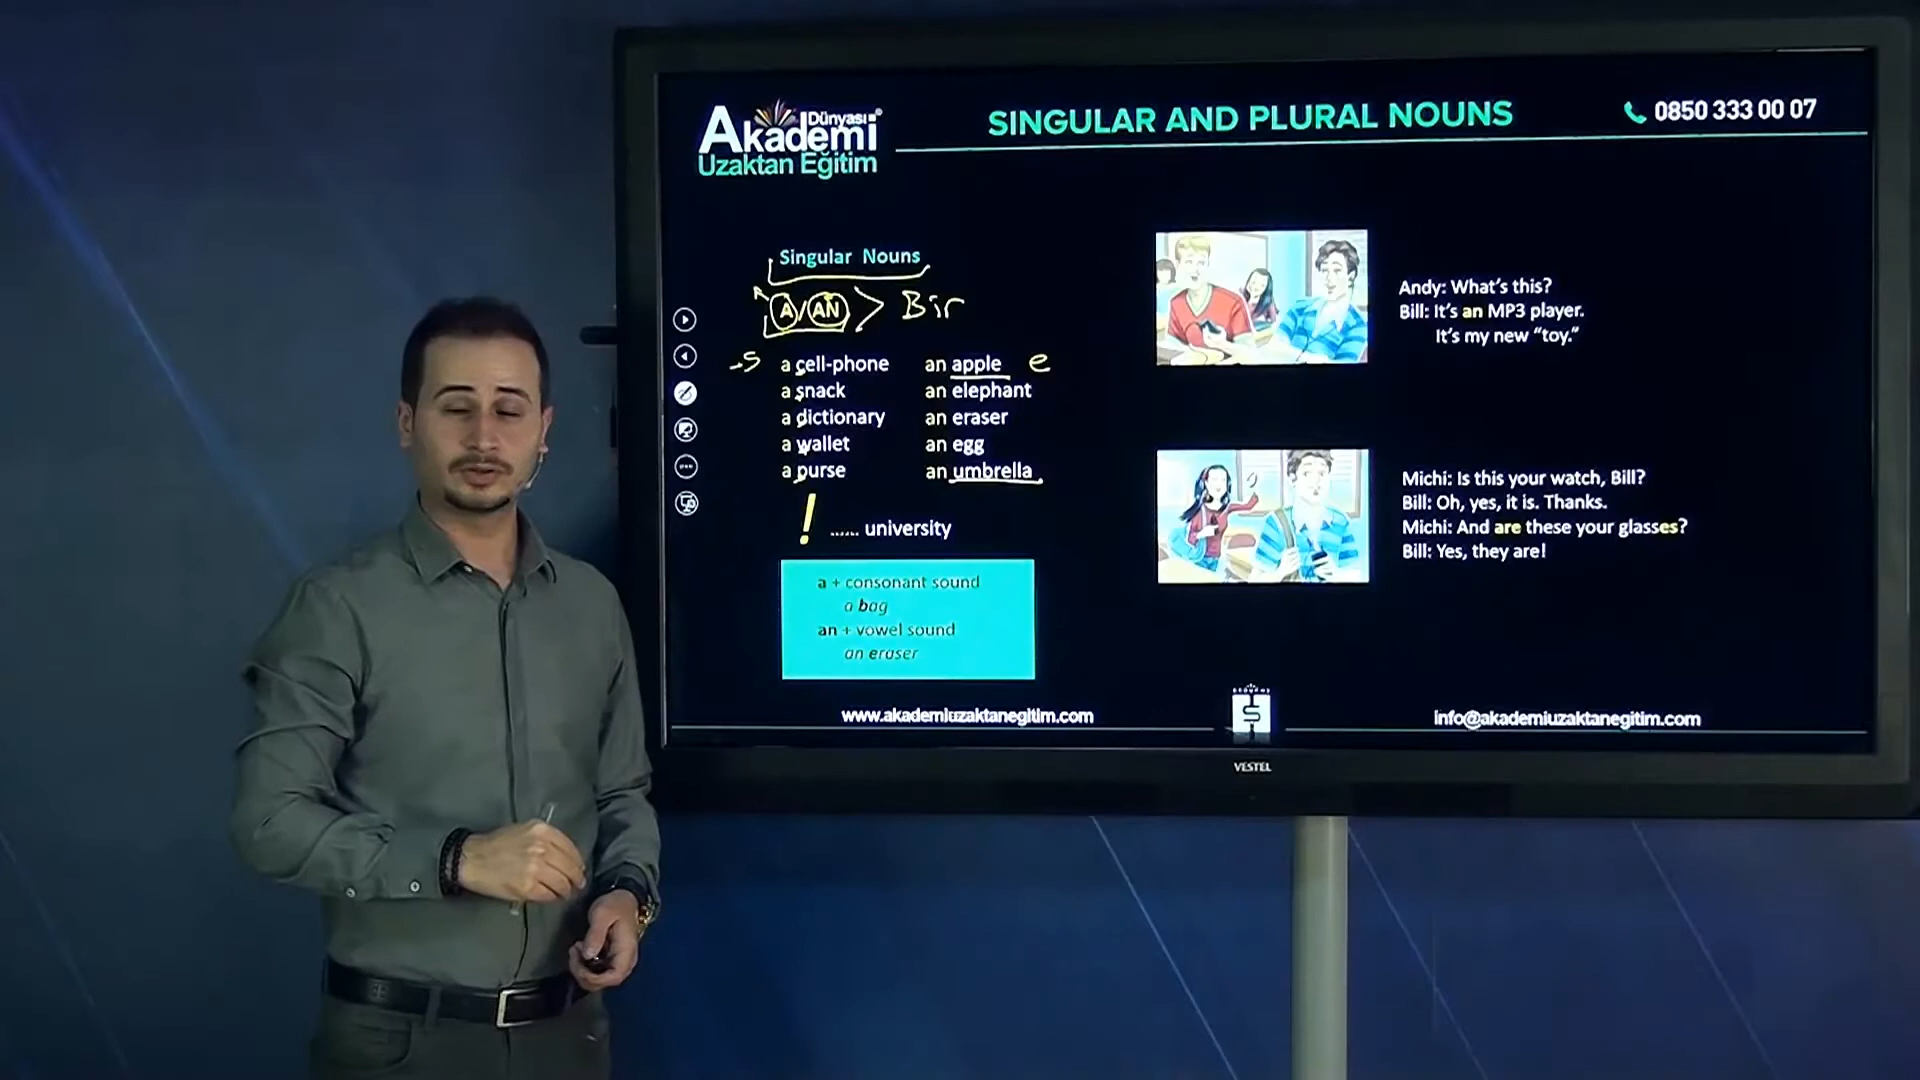 Akademi
Dünyası
Uzaktan Eğitim
SINGULAR AND PLURAL NOUNS
0850 333 00 07
Singular Nouns
A/AN > Bir
→S
a cell-phone an apple e
a snack an elephant
a dictionary an eraser
a wallet an egg
a purse an umbrella
! ...... university
a + consonant sound
a bag
an + vowel sound
an eraser
Andy: What's this?
Bill: It's an MP3 player.
It's my new “toy.”
Michi: Is this your watch, Bill?
Bill: Oh, yes, it is. Thanks.
Michi: And are these your glasses?
Bill: Yes, they are!
www.akademiuzaktanegitim.com
info@akademiuzaktanegitim.com
VESTEL